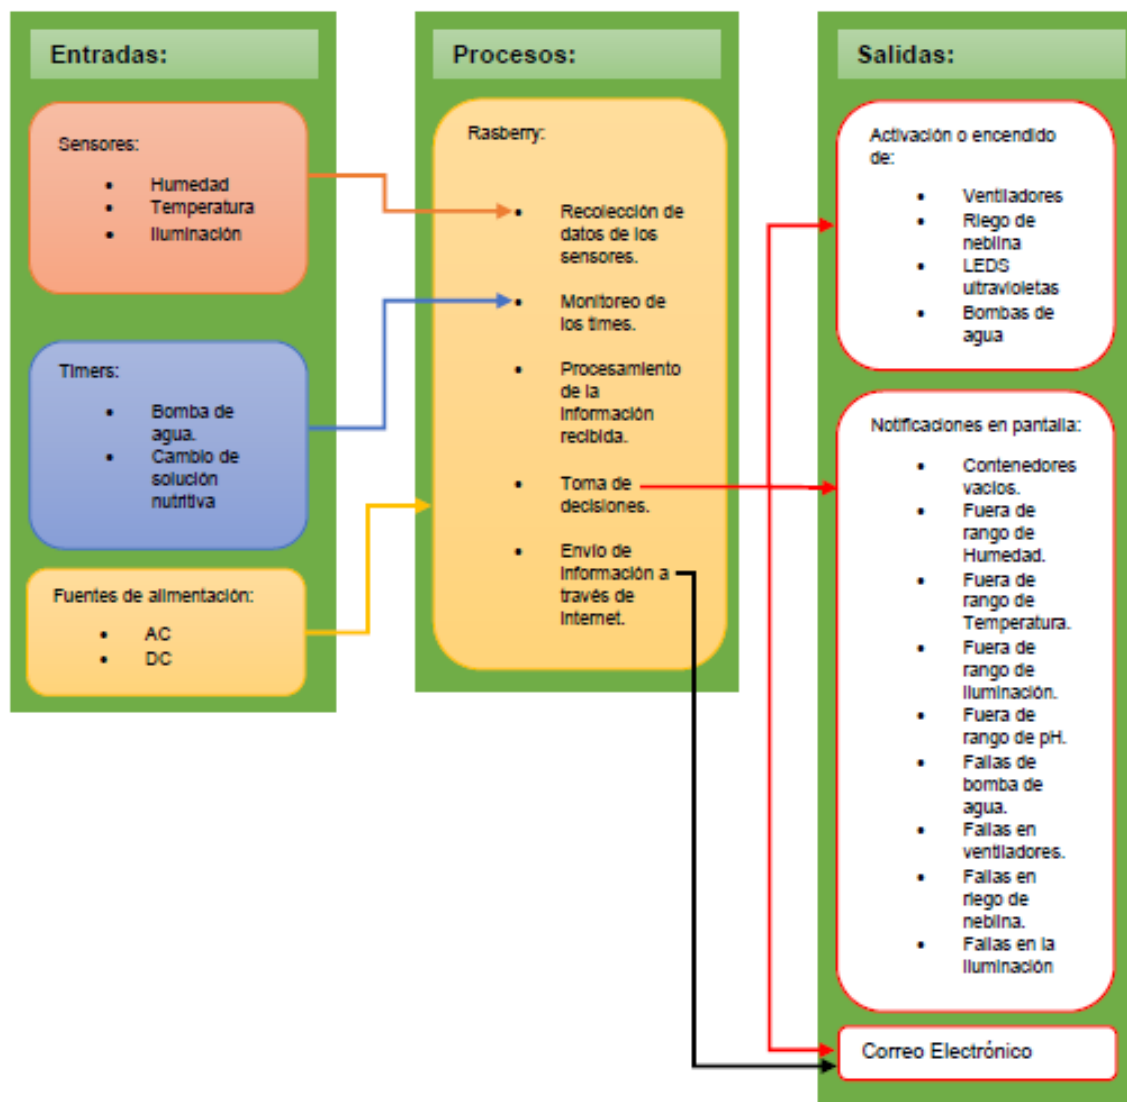 Entradas:
Sensores:
• Humedad
• Temperatura
• Iluminación
Timers:
• Bomba de
agua.
• Cambio de
solución
nutritiva
Fuentes de alimentación:
• AC
• DC
Procesos:
Rasberry:
• Recolección de
datos de los
sensores.
• Monitoreo de
los times.
• Procesamiento
de la
información
recibida.
• Toma de
decisiones.
• Envío de
información a
través de
Internet.
Salidas:
Activación o encendido
de:
• Ventiladores
• Riego de
neblina
• LEDS
ultravioletas
• Bombas de
agua
Notificaciones en pantalla:
• Contenedores
vacíos.
• Fuera de
rango de
Humedad.
• Fuera de
rango de
Temperatura.
• Fuera de
rango de
iluminación.
• Fuera de
rango de pH.
• Fallas de
bomba de
agua.
• Fallas en
ventiladores.
• Fallas en
riego de
neblina.
• Fallas en la
iluminación
Correo Electrónico